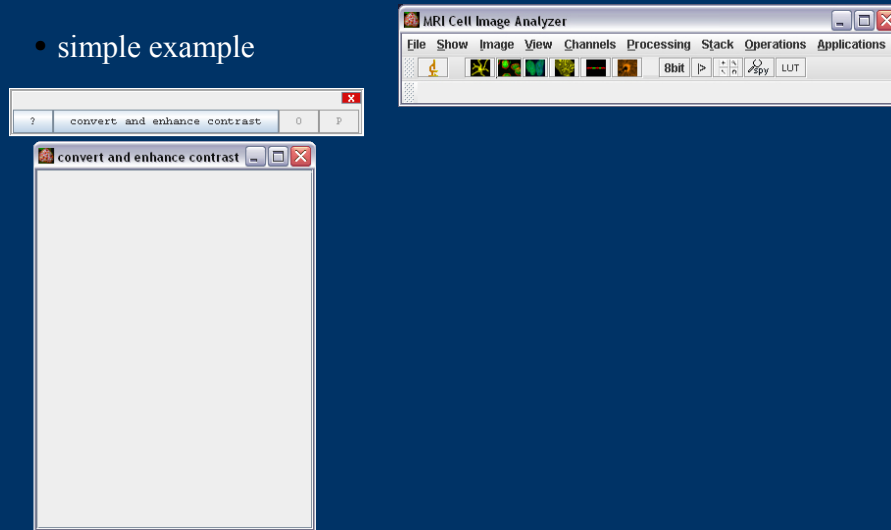 • simple example
MRI Cell Image Analyzer
File Show Image View Channels Processing Stack Operations Applications
8bit |> spy LUT
? convert and enhance contrast O P
convert and enhance contrast